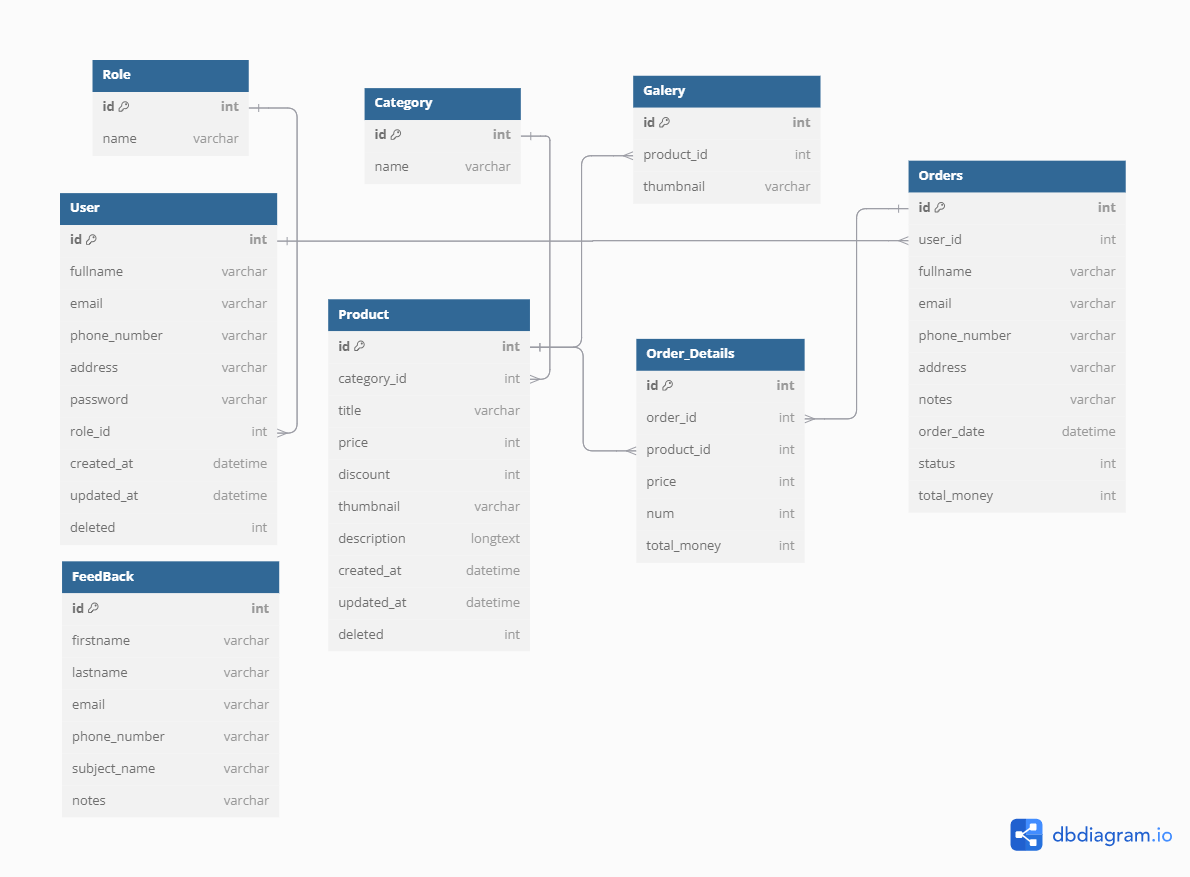 Role
id int
name varchar
Category
id int
name varchar
Galery
id int
product_id int
thumbnail varchar
User
id int
fullname varchar
email varchar
phone_number varchar
address varchar
password varchar
role_id int
created_at datetime
updated_at datetime
deleted int
Product
id int
category_id int
title varchar
price int
discount int
thumbnail varchar
description longtext
created_at datetime
updated_at datetime
deleted int
Order_Details
id int
order_id int
product_id int
price int
num int
total_money int
Orders
id int
user_id int
fullname varchar
email varchar
phone_number varchar
address varchar
notes varchar
order_date datetime
status int
total_money int
FeedBack
id int
firstname varchar
lastname varchar
email varchar
phone_number varchar
subject_name varchar
notes varchar
dbdiagram.io